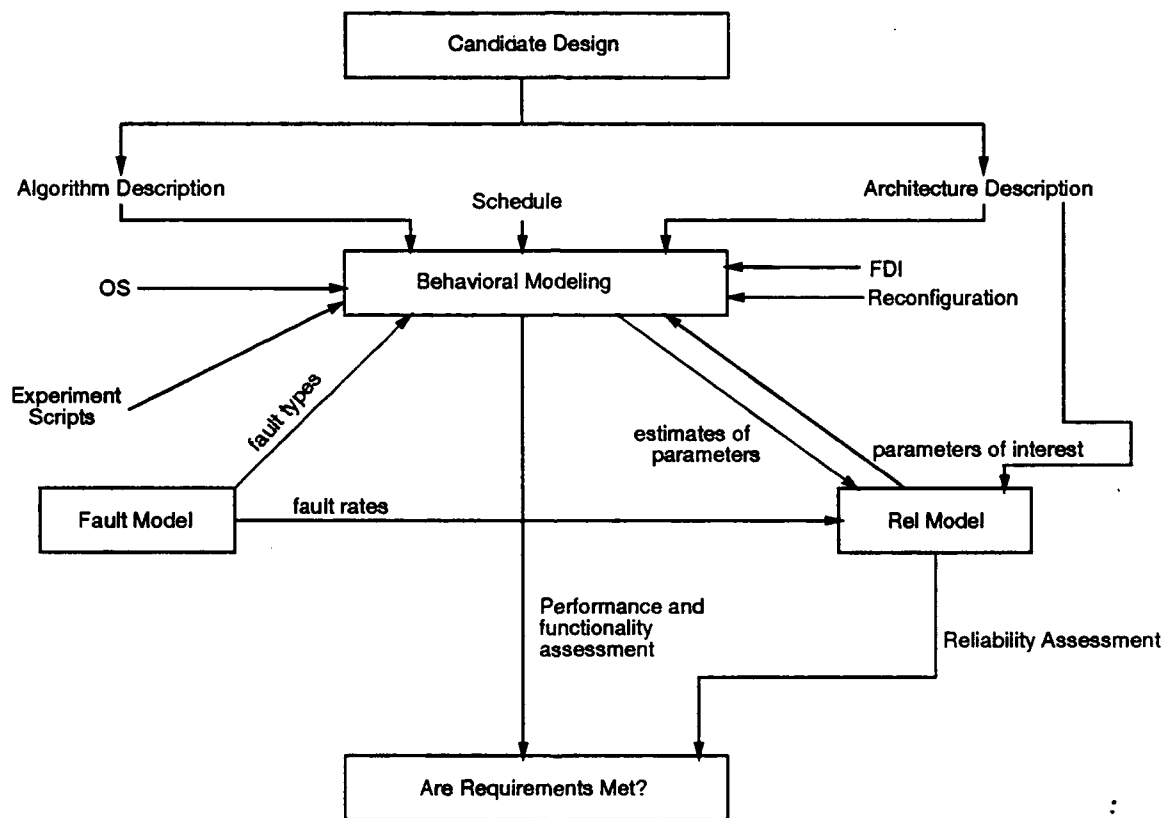 Candidate Design
Algorithm Description
Schedule
Architecture Description
Behavioral Modeling
FDI
OS
Reconfiguration
Experiment
Scripts
fault types
estimates of
parameters
parameters of interest
Fault Model
fault rates
Rel Model
Performance and
functionality
assessment
Reliability Assessment
Are Requirements Met?
: